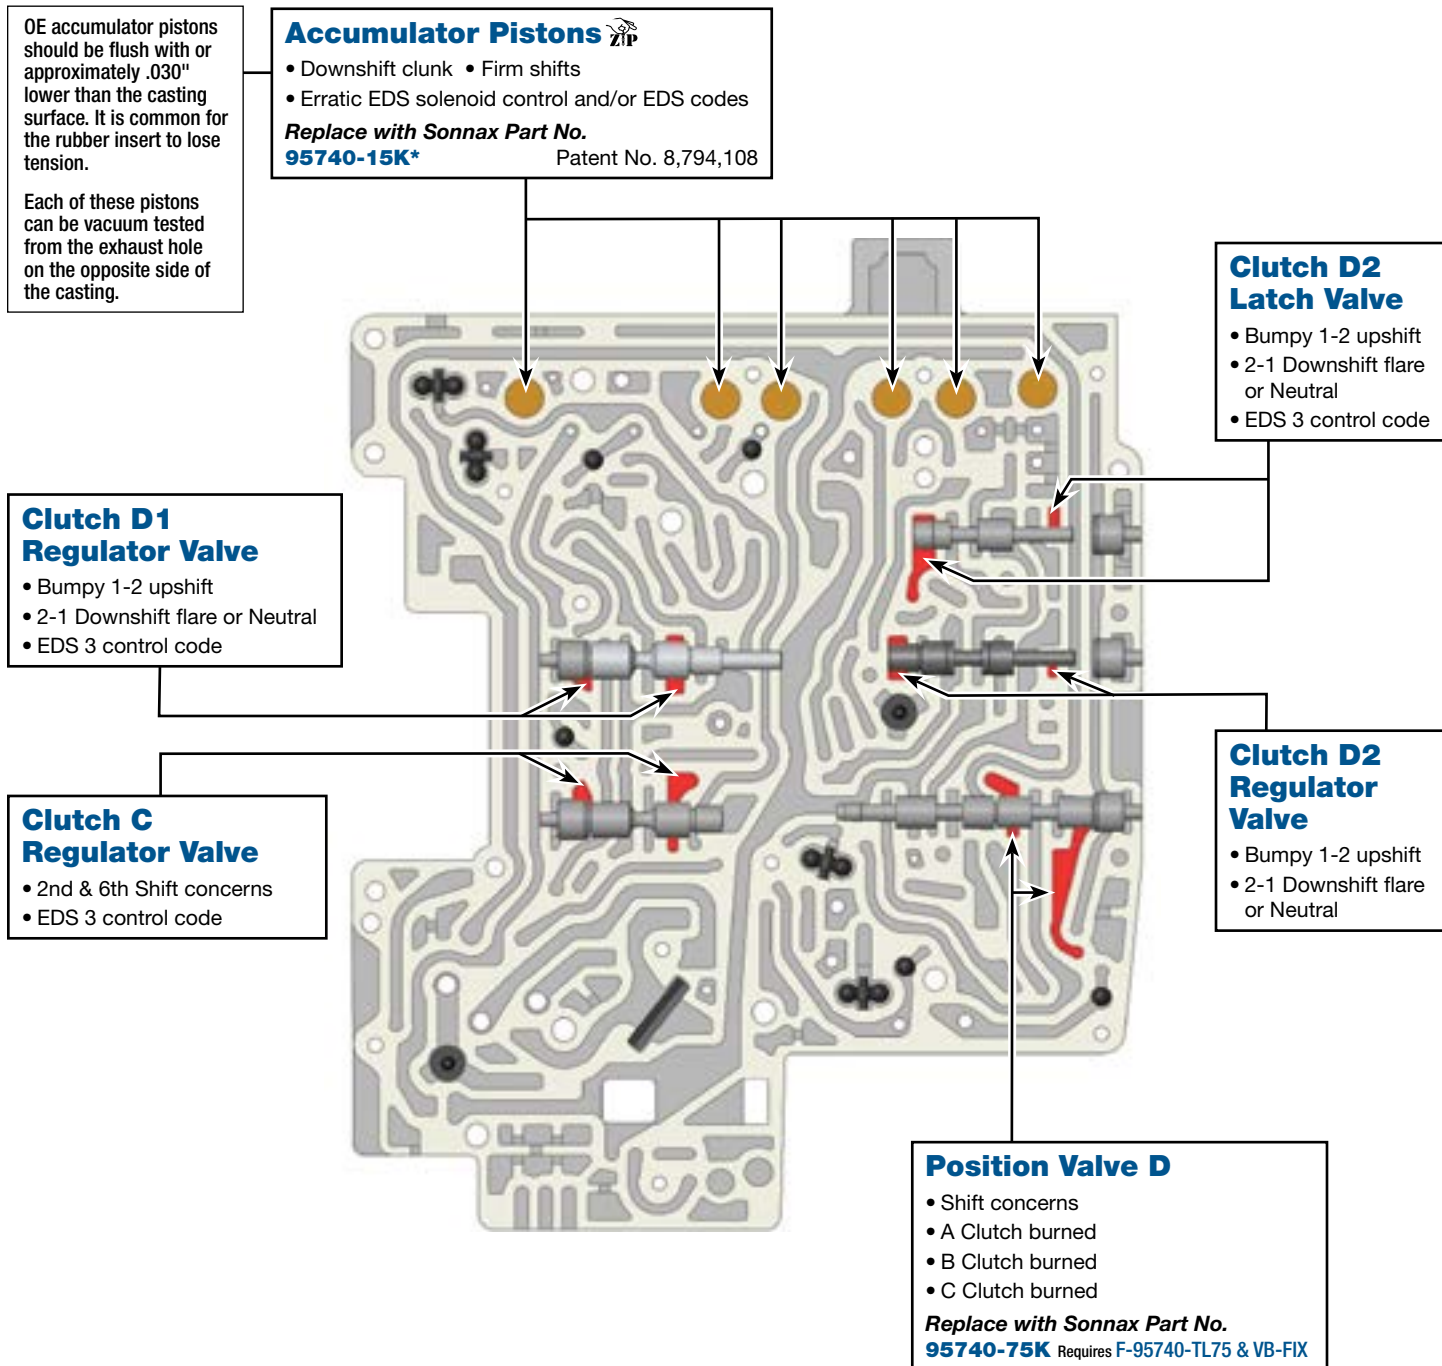 OE accumulator pistons
should be flush with or
approximately .030"
lower than the casting
surface. It is common for
the rubber insert to lose
tension.
Each of these pistons
can be vacuum tested
from the exhaust hole
on the opposite side of
the casting.
Accumulator Pistons ZIP
• Downshift clunk • Firm shifts
• Erratic EDS solenoid control and/or EDS codes
Replace with Sonnax Part No.
95740-15K* Patent No. 8,794,108
Clutch D2
Latch Valve
• Bumpy 1-2 upshift
• 2-1 Downshift flare
or Neutral
• EDS 3 control code
Clutch D1
Regulator Valve
• Bumpy 1-2 upshift
• 2-1 Downshift flare or Neutral
• EDS 3 control code
Clutch C
Regulator Valve
• 2nd & 6th Shift concerns
• EDS 3 control code
Clutch D2
Regulator
Valve
• Bumpy 1-2 upshift
• 2-1 Downshift flare
or Neutral
Position Valve D
• Shift concerns
• A Clutch burned
• B Clutch burned
• C Clutch burned
Replace with Sonnax Part No.
95740-75K Requires F-95740-TL75 & VB-FIX